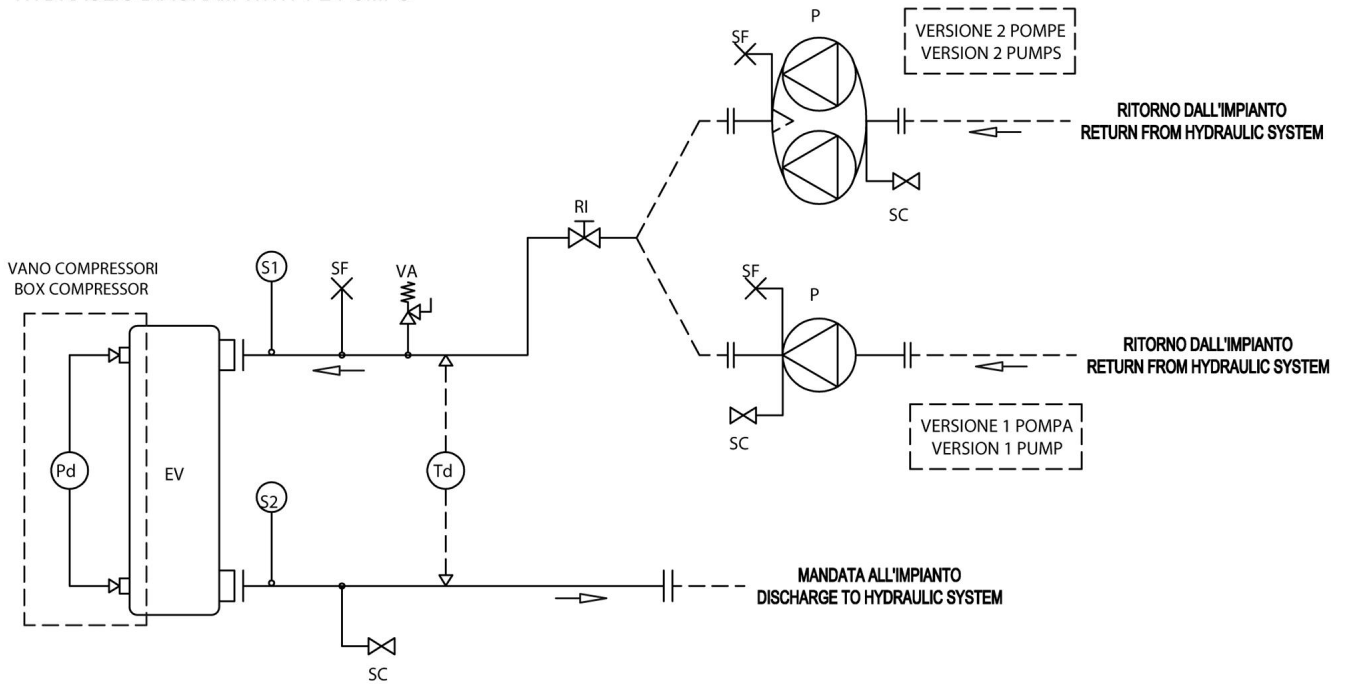 P
SF
VERSIONE 2 POMPE
VERSION 2 PUMPS
RITORNO DALL'IMPIANTO
RETURN FROM HYDRAULIC SYSTEM
SC
RI
VANO COMPRESSORI
BOX COMPRESSOR
S1
SF
VA
SF
P
RITORNO DALL'IMPIANTO
RETURN FROM HYDRAULIC SYSTEM
VERSIONE 1 POMPA
VERSION 1 PUMP
SC
Pd
EV
Td
S2
MANDATA ALL'IMPIANTO
DISCHARGE TO HYDRAULIC SYSTEM
SC